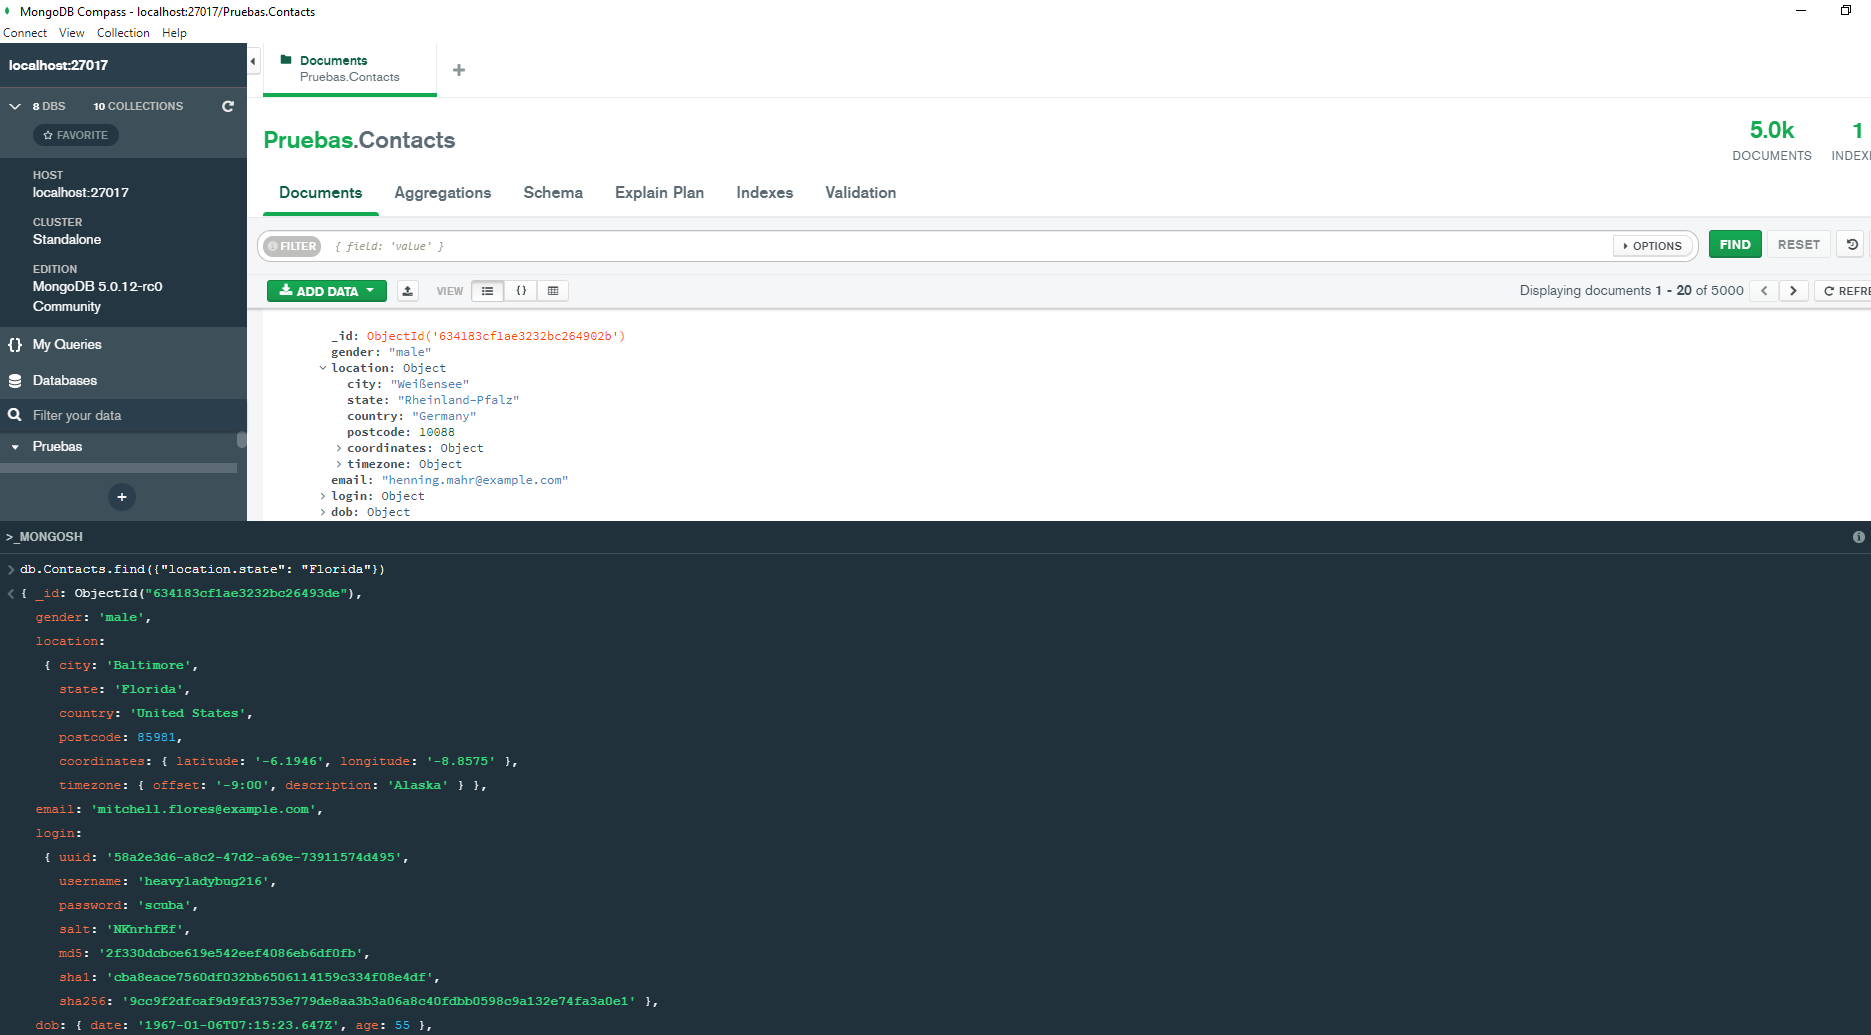 MongoDB Compass - localhost:27017/Pruebas.Contacts
Connect View Collection Help
localhost:27017
8 DBS 10 COLLECTIONS
FAVORITE
HOST
localhost:27017
CLUSTER
Standalone
EDITION
MongoDB 5.0.12-rc0
Community
{} My Queries
Databases
Filter your data
Pruebas
+
Documents
Pruebas.Contacts
+
Pruebas.Contacts
5.0k
DOCUMENTS
1
INDEX
Documents Aggregations Schema Explain Plan Indexes Validation
FILTER { field: 'value' } OPTIONS FIND RESET
ADD DATA VIEW {} Displaying documents 1 - 20 of 5000 < > REFRE
_id: ObjectId('634183cf1ae3232bc264902b')
gender: "male"
location: Object
city: "Weißensee"
state: "Rheinland-Pfalz"
country: "Germany"
postcode: 10088
> coordinates: Object
> timezone: Object
email: "henning.mahr@example.com"
> login: Object
> dob: Object
>_MONGOSH
> db.Contacts.find({"location.state": "Florida"})
< { _id: ObjectId("634183cf1ae3232bc26493de"),
gender: 'male',
location:
{ city: 'Baltimore',
state: 'Florida',
country: 'United States',
postcode: 85981,
coordinates: { latitude: '-6.1946', longitude: '-8.8575' },
timezone: { offset: '-9:00', description: 'Alaska' } },
email: 'mitchell.flores@example.com',
login:
{ uuid: '58a2e3d6-a8c2-47d2-a69e-73911574d495',
username: 'heavyladybug216',
password: 'scuba',
salt: 'NKnrhfEf',
md5: '2f330dcbce619e542eef4086eb6df0fb',
sha1: 'cba8eace7560df032bb6506114159c334f08e4df',
sha256: '9cc9f2dfcaf9d9fd3753e779de8aa3b3a06a8c40fdbb0598c9a132e74fa3a0e1' },
dob: { date: '1967-01-06T07:15:23.647Z', age: 55 },